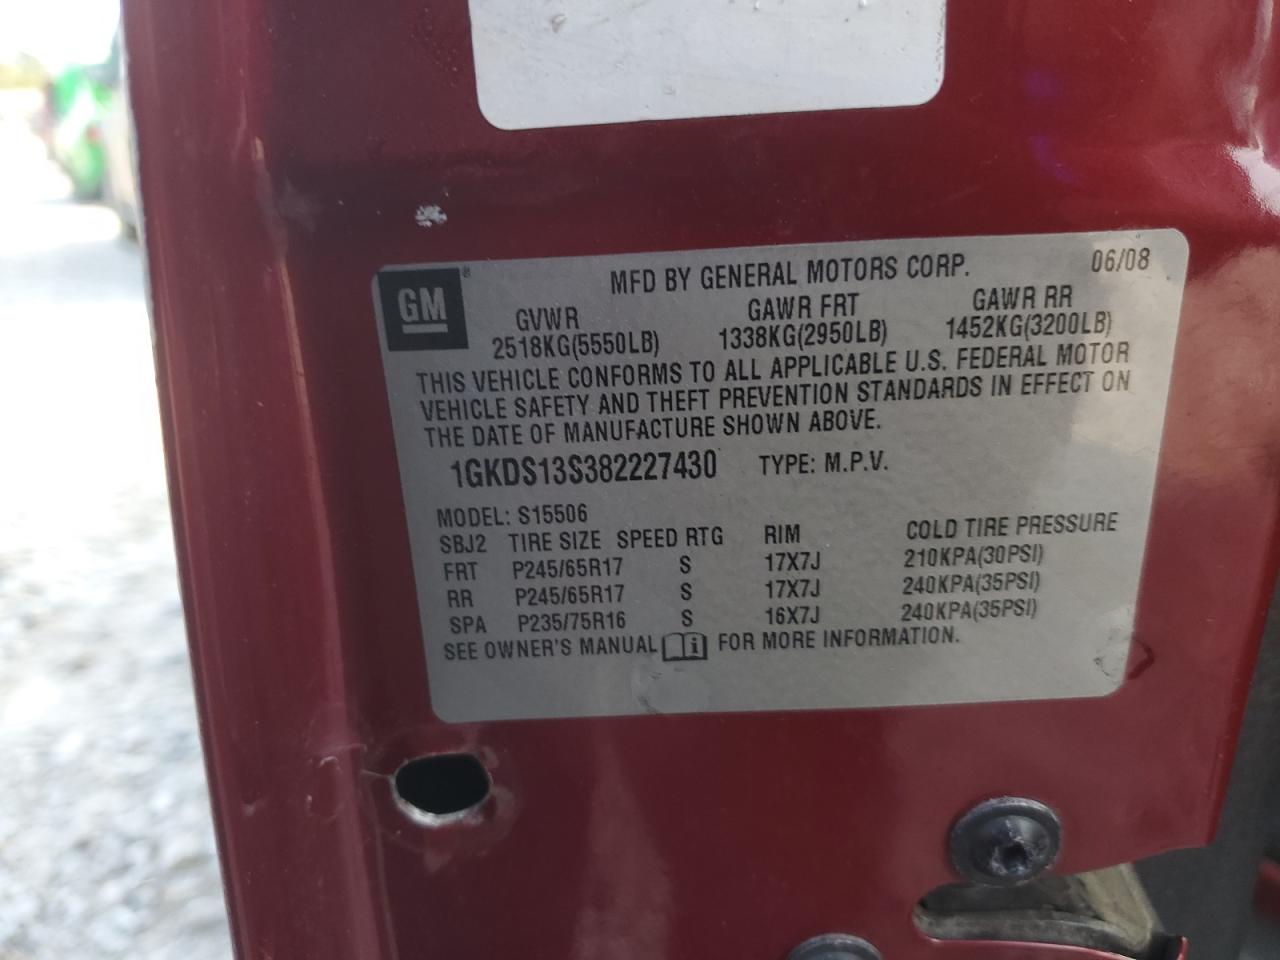 MFD BY GENERAL MOTORS CORP. 06/08
GM®
GVWR GAWR FRT GAWR RR
2518KG(5550LB) 1338KG(2950LB) 1452KG(3200LB)
THIS VEHICLE CONFORMS TO ALL APPLICABLE U.S. FEDERAL MOTOR
VEHICLE SAFETY AND THEFT PREVENTION STANDARDS IN EFFECT ON
THE DATE OF MANUFACTURE SHOWN ABOVE.
1GKDS13S382227430 TYPE: M.P.V.
MODEL: S15506
SBJ2 TIRE SIZE SPEED RTG RIM COLD TIRE PRESSURE
FRT P245/65R17 S 17X7J 210KPA(30PSI)
RR P245/65R17 S 17X7J 240KPA(35PSI)
SPA P235/75R16 S 16X7J 240KPA(35PSI)
SEE OWNER'S MANUAL i FOR MORE INFORMATION.